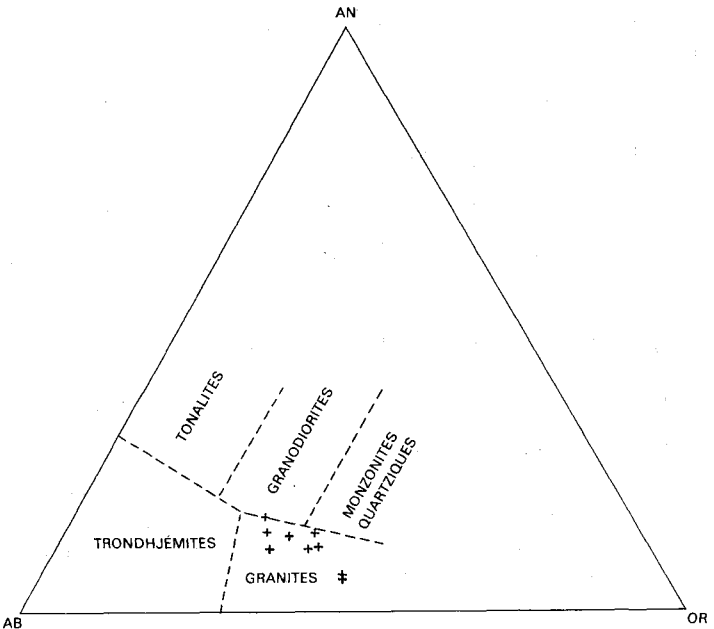 AN
TONALITES
GRANODIORITES
MONZONITES
QUARTZIQUES
TRONDHJÉMITES
GRANITES
AB
OR